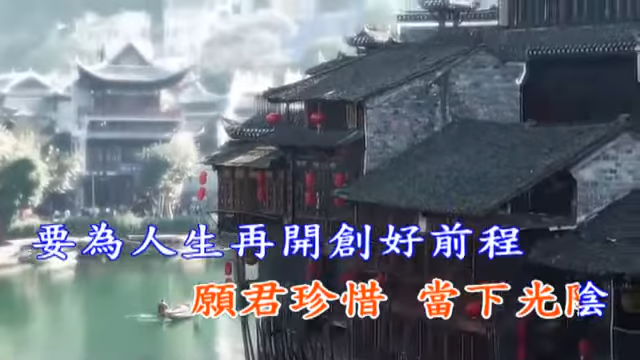 要為人生再開創好前程
願君珍惜 當下光陰